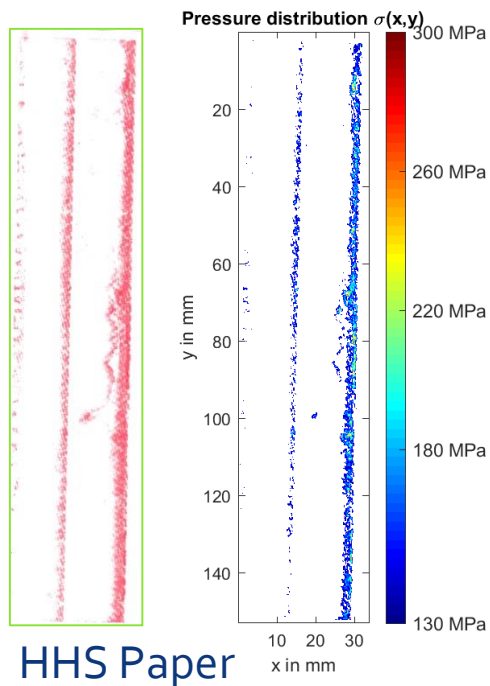 Pressure distribution σ(x,y)
300 MPa
260 MPa
220 MPa
180 MPa
130 MPa
y in mm
20
40
60
80
100
120
140
10 20 30
x in mm
HHS Paper